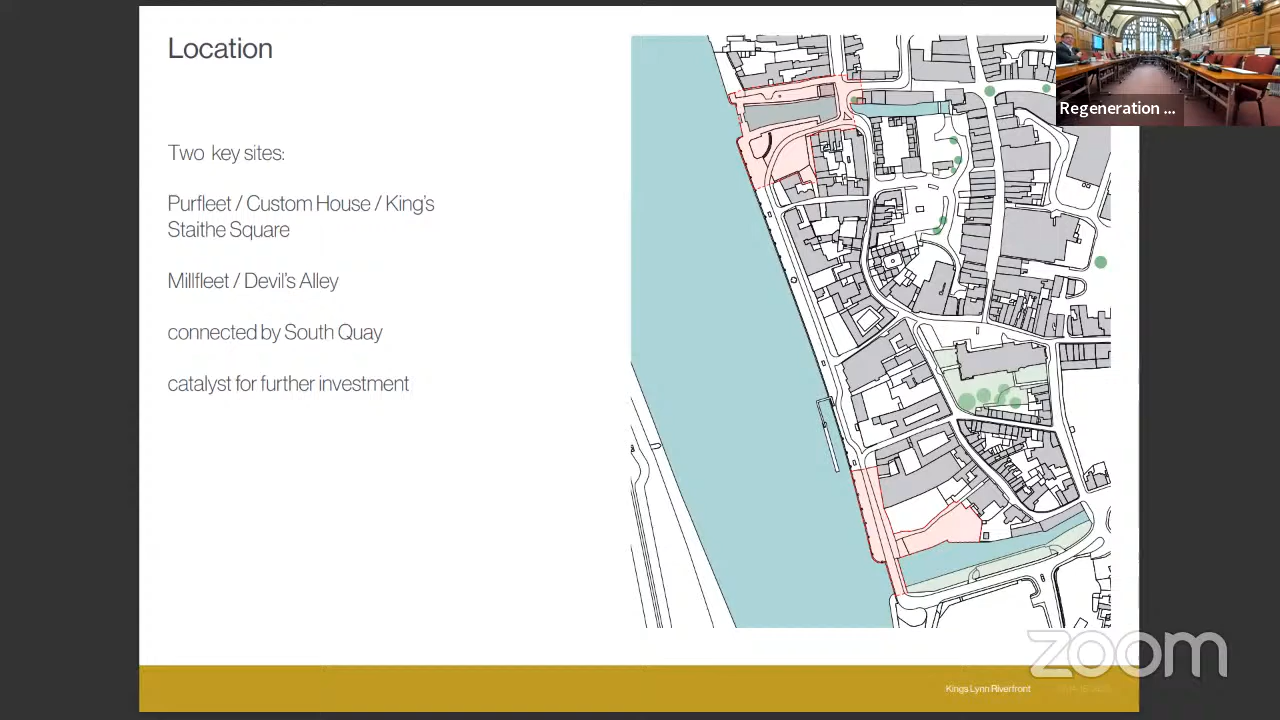 Location
Two key sites:
Purfleet / Custom House / King's
Staithe Square
Millfleet / Devil's Alley
connected by South Quay
catalyst for further investment
Regeneration ...
zoom
Kings Lynn Riverfront